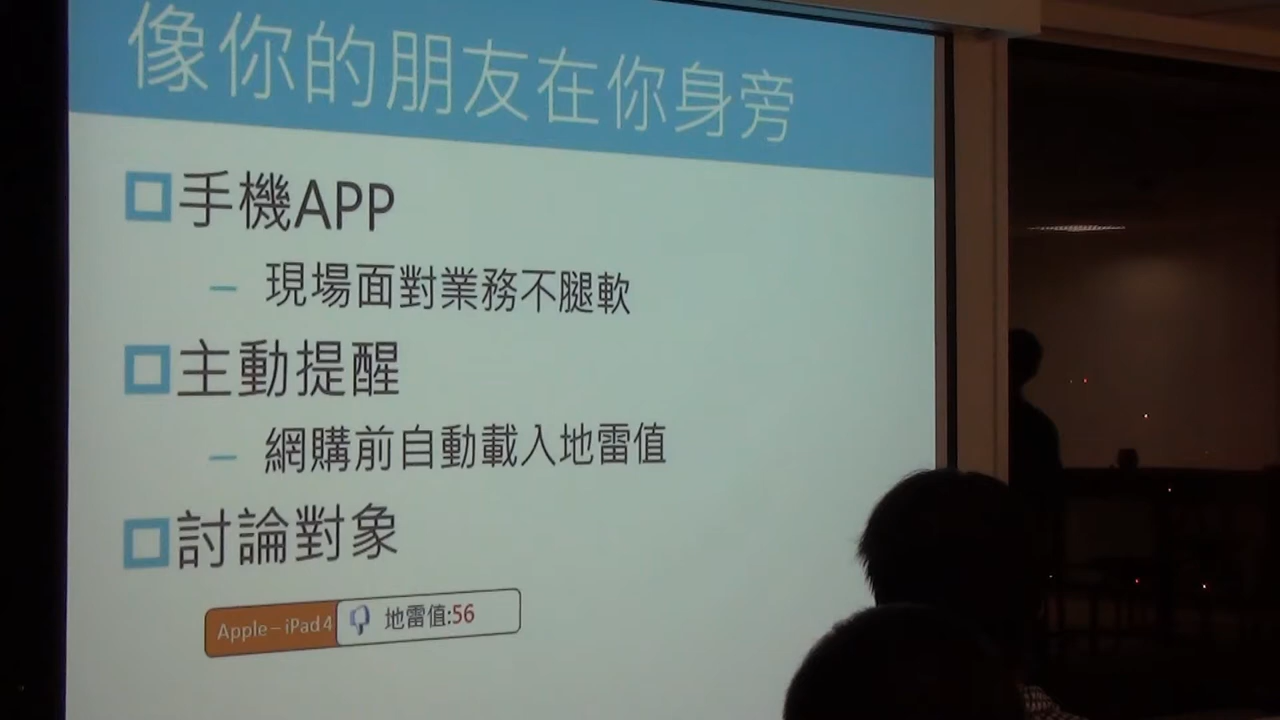 像你的朋友在你身旁
手機APP
– 現場面對業務不腿軟
主動提醒
– 網購前自動載入地雷值
討論對象
Apple – iPad 4 地雷值:56